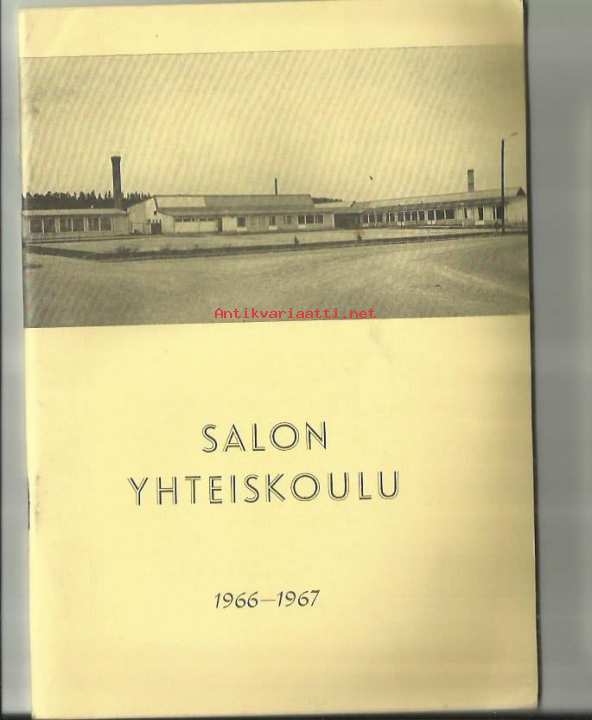 Antikvariaatti.net
SALON
YHTEISKOULU
1966—1967